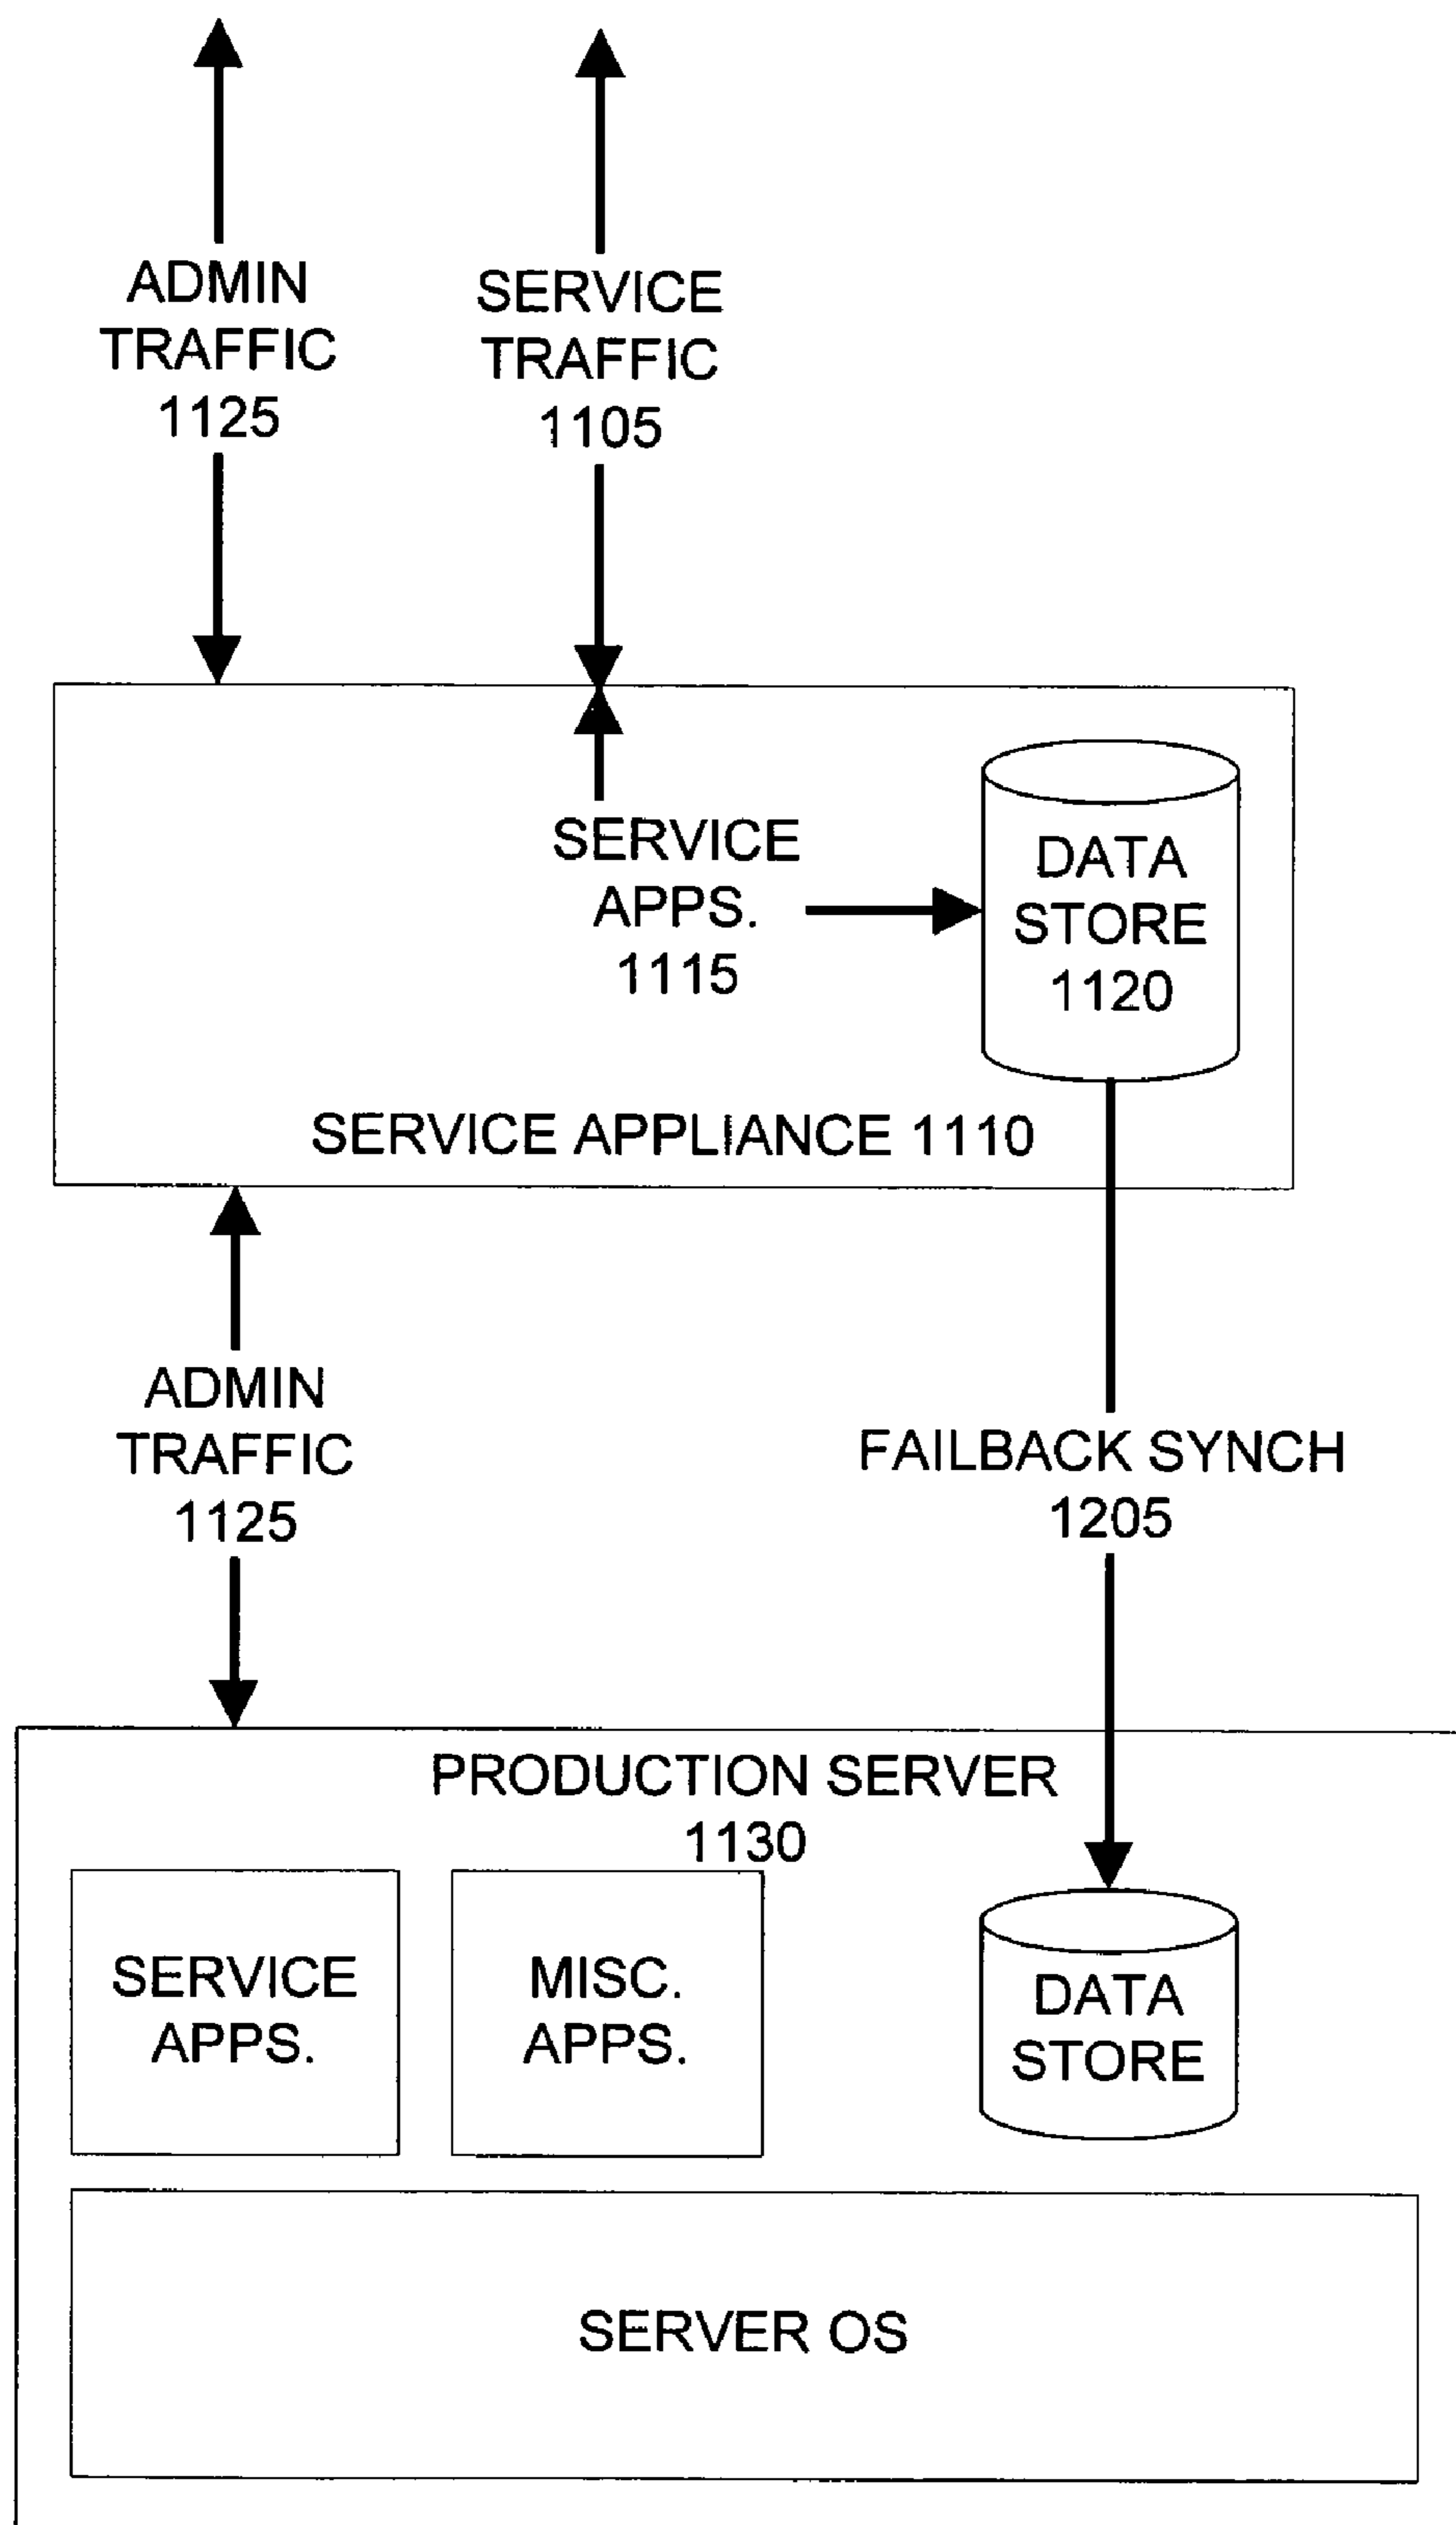 ADMIN
TRAFFIC
1125
SERVICE
TRAFFIC
1105
SERVICE
APPS.
1115
DATA
STORE
1120
SERVICE APPLIANCE 1110
ADMIN
TRAFFIC
1125
FAILBACK SYNCH
1205
PRODUCTION SERVER
1130
SERVICE
APPS.
MISC.
APPS.
DATA
STORE
SERVER OS